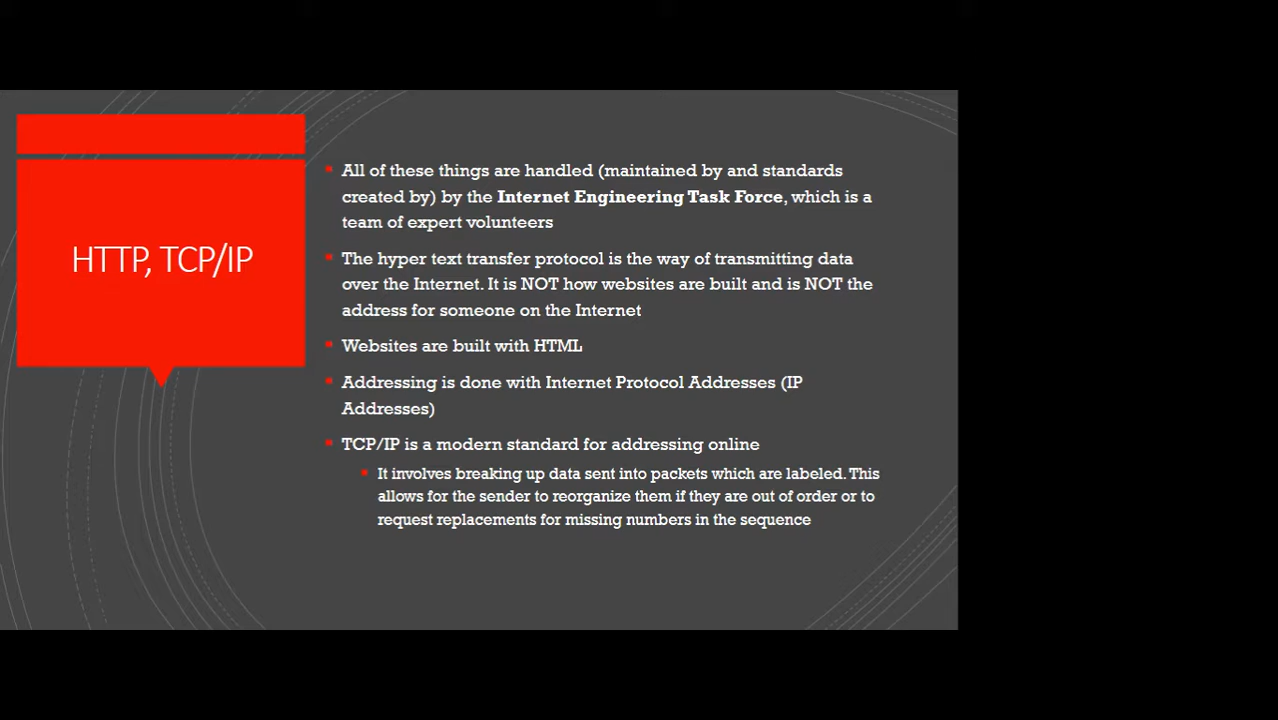 HTTP, TCP/IP
All of these things are handled (maintained by and standards
created by) by the Internet Engineering Task Force, which is a
team of expert volunteers
The hyper text transfer protocol is the way of transmitting data
over the Internet. It is NOT how websites are built and is NOT the
address for someone on the Internet
Websites are built with HTML
Addressing is done with Internet Protocol Addresses (IP
Addresses)
TCP/IP is a modern standard for addressing online
It involves breaking up data sent into packets which are labeled. This
allows for the sender to reorganize them if they are out of order or to
request replacements for missing numbers in the sequence